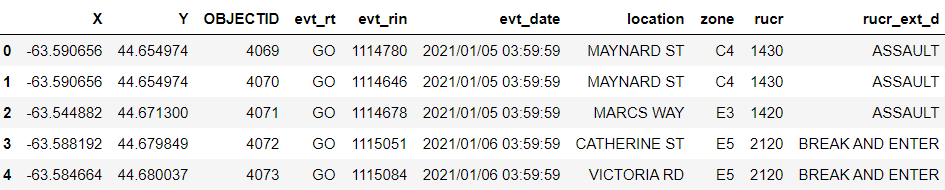 X Y OBJECTID evt_rt evt_rin evt_date location zone rucr rucr_ext_d
0 -63.590656 44.654974 4069 GO 1114780 2021/01/05 03:59:59 MAYNARD ST C4 1430 ASSAULT
1 -63.590656 44.654974 4070 GO 1114646 2021/01/05 03:59:59 MAYNARD ST C4 1430 ASSAULT
2 -63.544882 44.671300 4071 GO 1114678 2021/01/05 03:59:59 MARCS WAY E3 1420 ASSAULT
3 -63.588192 44.679849 4072 GO 1115051 2021/01/06 03:59:59 CATHERINE ST E5 2120 BREAK AND ENTER
4 -63.584664 44.680037 4073 GO 1115084 2021/01/06 03:59:59 VICTORIA RD E5 2120 BREAK AND ENTER